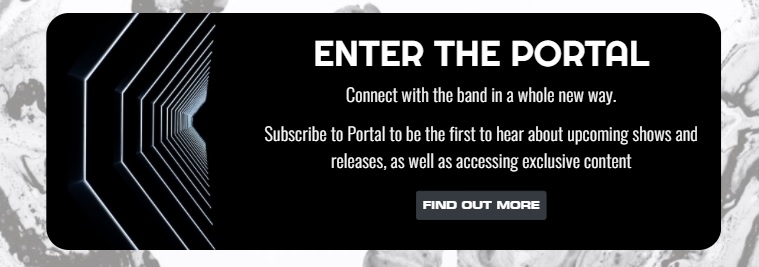 ENTER THE PORTAL
Connect with the band in a whole new way.
Subscribe to Portal to be the first to hear about upcoming shows and
releases, as well as accessing exclusive content
FIND OUT MORE